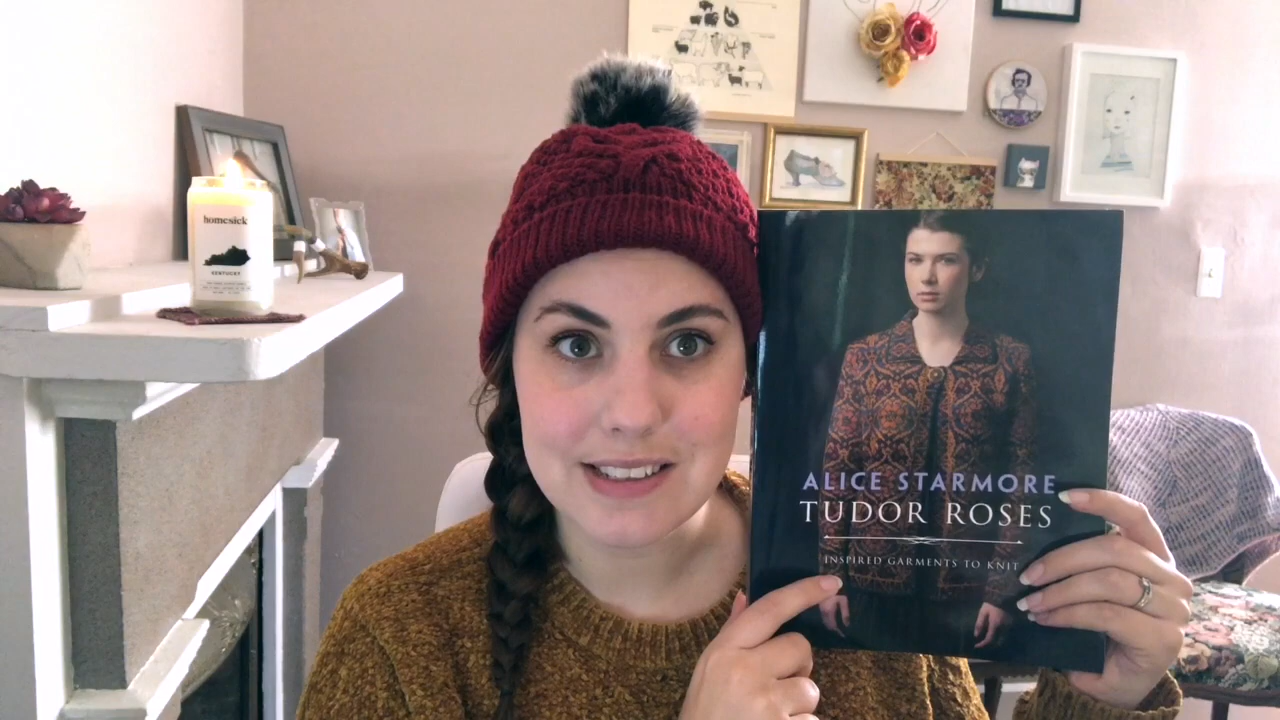 homesick
KENTUCKY
ALICE STARMORE
TUDOR ROSES
INSPIRED GARMENTS TO KNIT